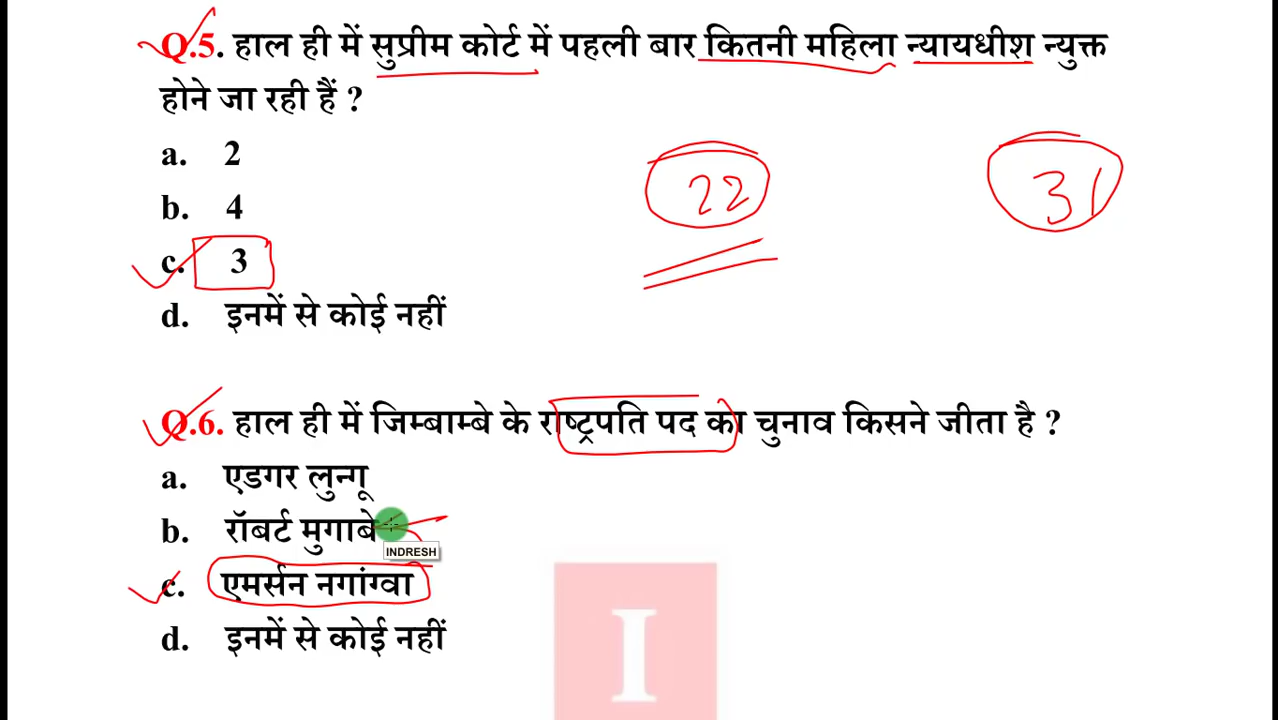 Q.5. हाल ही में सुप्रीम कोर्ट में पहली बार कितनी महिला न्यायधीश न्युक्त
होने जा रही हैं ?
a. 2
b. 4
22
31
c. 3
d. इनमें से कोई नहीं
Q.6. हाल ही में जिम्बाम्बे के राष्ट्रपति पद का चुनाव किसने जीता है ?
a. एडगर लुन्गू
b. रॉबर्ट मुगाबे
INDRESH
c. एमर्सन नगांग्वा
d. इनमें से कोई नहीं
I